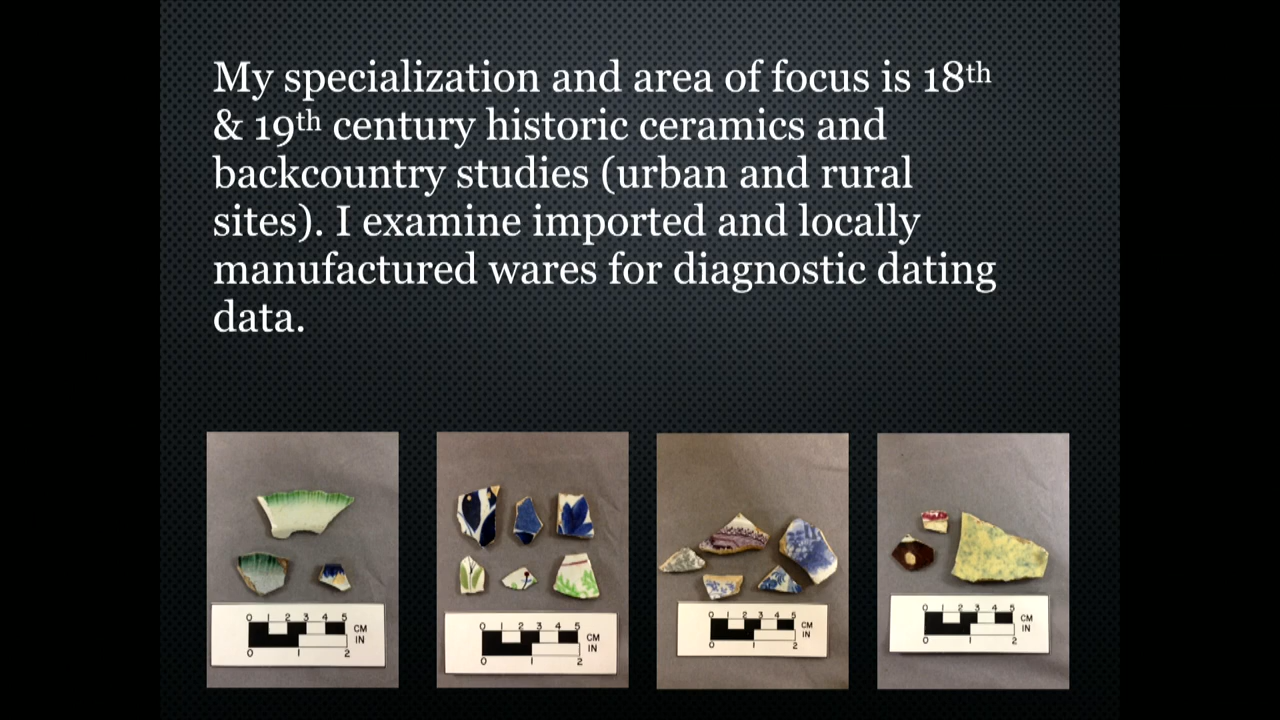 My specialization and area of focus is 18th
& 19th century historic ceramics and
backcountry studies (urban and rural
sites). I examine imported and locally
manufactured wares for diagnostic dating
data.
0 1 2 3 4 5
CM
IN
0 1 2
0 1 2 3 4 5
CM
IN
0 1 2
0 1 2 3 4 5
CM
IN
0 1 2
0 1 2 3 4 5
CM
IN
0 1 2